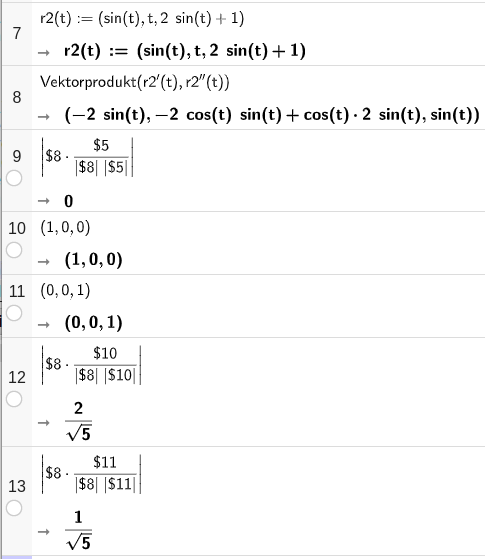 7
r2(t) := (sin(t), t, 2 sin(t) + 1)
→ r2(t) := (sin(t), t, 2 sin(t) + 1)
8
Vektorprodukt(r2′(t), r2″(t))
→ (−2 sin(t), −2 cos(t) sin(t) + cos(t) · 2 sin(t), sin(t))
9
|$8 · $5 / (|$8| |$5|)|
→ 0
10
(1, 0, 0)
→ (1, 0, 0)
11
(0, 0, 1)
→ (0, 0, 1)
12
|$8 · $10 / (|$8| |$10|)|
→ 2 / √5
13
|$8 · $11 / (|$8| |$11|)|
→ 1 / √5